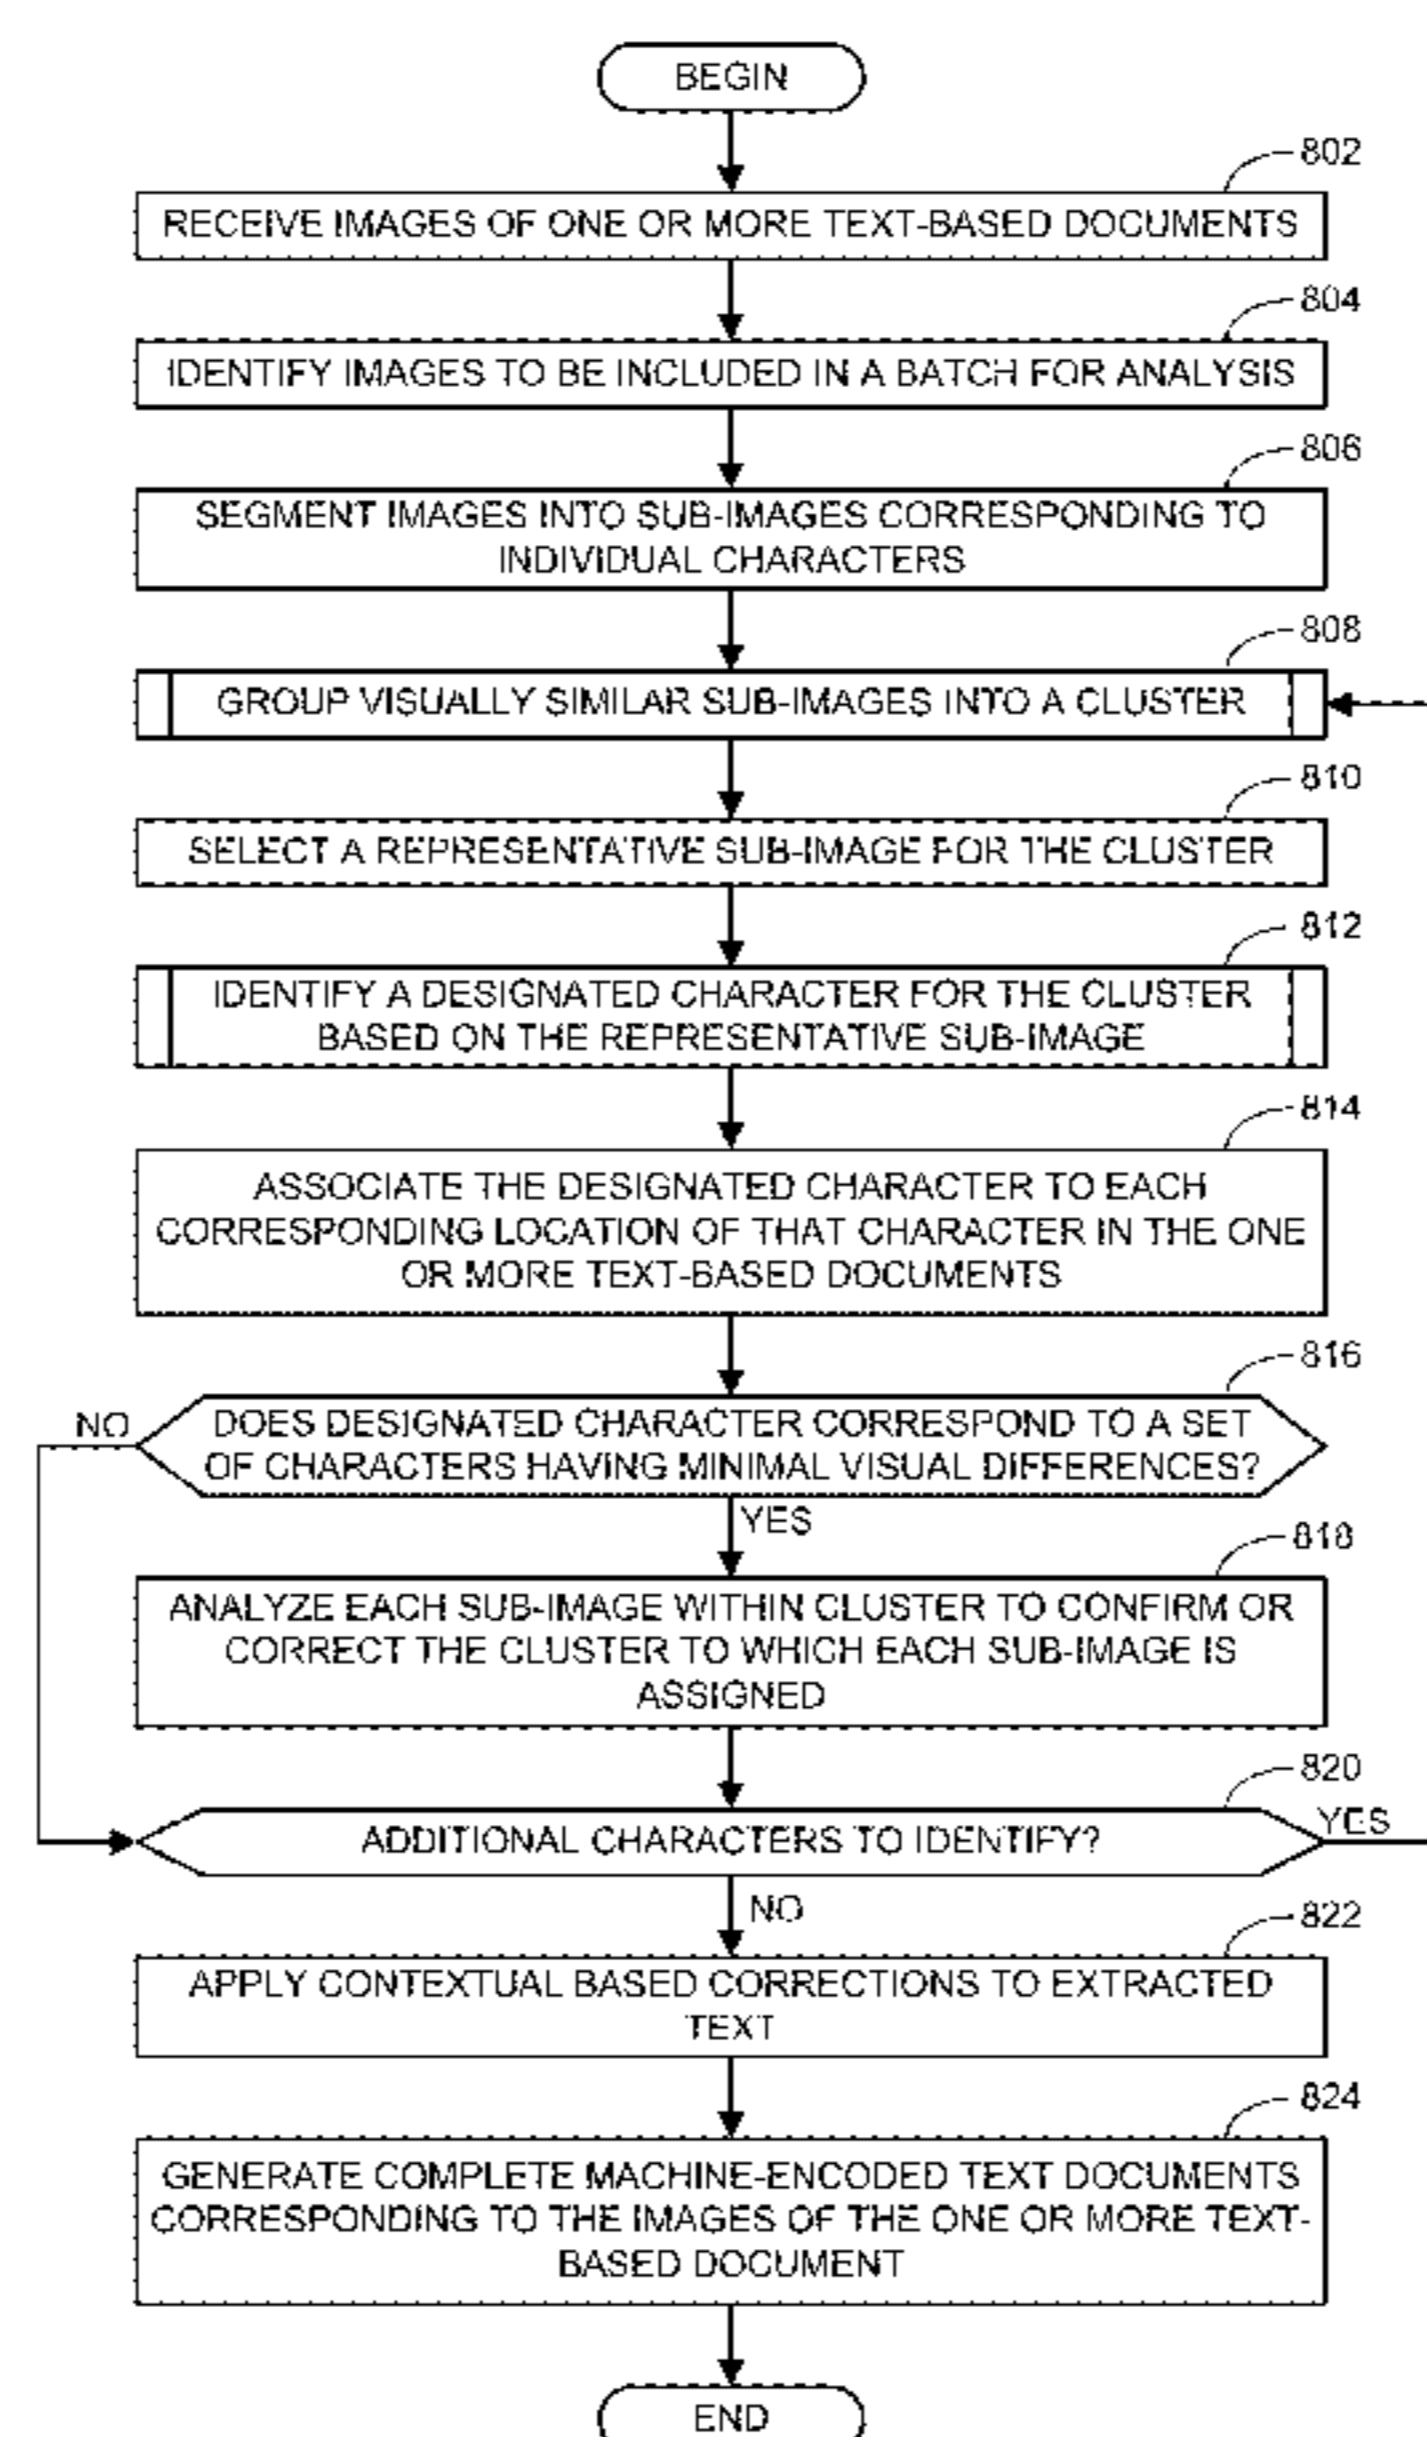 BEGIN
802
RECEIVE IMAGES OF ONE OR MORE TEXT-BASED DOCUMENTS
804
IDENTIFY IMAGES TO BE INCLUDED IN A BATCH FOR ANALYSIS
806
SEGMENT IMAGES INTO SUB-IMAGES CORRESPONDING TO
INDIVIDUAL CHARACTERS
808
GROUP VISUALLY SIMILAR SUB-IMAGES INTO A CLUSTER
810
SELECT A REPRESENTATIVE SUB-IMAGE FOR THE CLUSTER
812
IDENTIFY A DESIGNATED CHARACTER FOR THE CLUSTER
BASED ON THE REPRESENTATIVE SUB-IMAGE
814
ASSOCIATE THE DESIGNATED CHARACTER TO EACH
CORRESPONDING LOCATION OF THAT CHARACTER IN THE ONE
OR MORE TEXT-BASED DOCUMENTS
816
NO
DOES DESIGNATED CHARACTER CORRESPOND TO A SET
OF CHARACTERS HAVING MINIMAL VISUAL DIFFERENCES?
YES
818
ANALYZE EACH SUB-IMAGE WITHIN CLUSTER TO CONFIRM OR
CORRECT THE CLUSTER TO WHICH EACH SUB-IMAGE IS
ASSIGNED
820
ADDITIONAL CHARACTERS TO IDENTIFY?
YES
NO
822
APPLY CONTEXTUAL BASED CORRECTIONS TO EXTRACTED
TEXT
824
GENERATE COMPLETE MACHINE-ENCODED TEXT DOCUMENTS
CORRESPONDING TO THE IMAGES OF THE ONE OR MORE TEXT-
BASED DOCUMENT
END